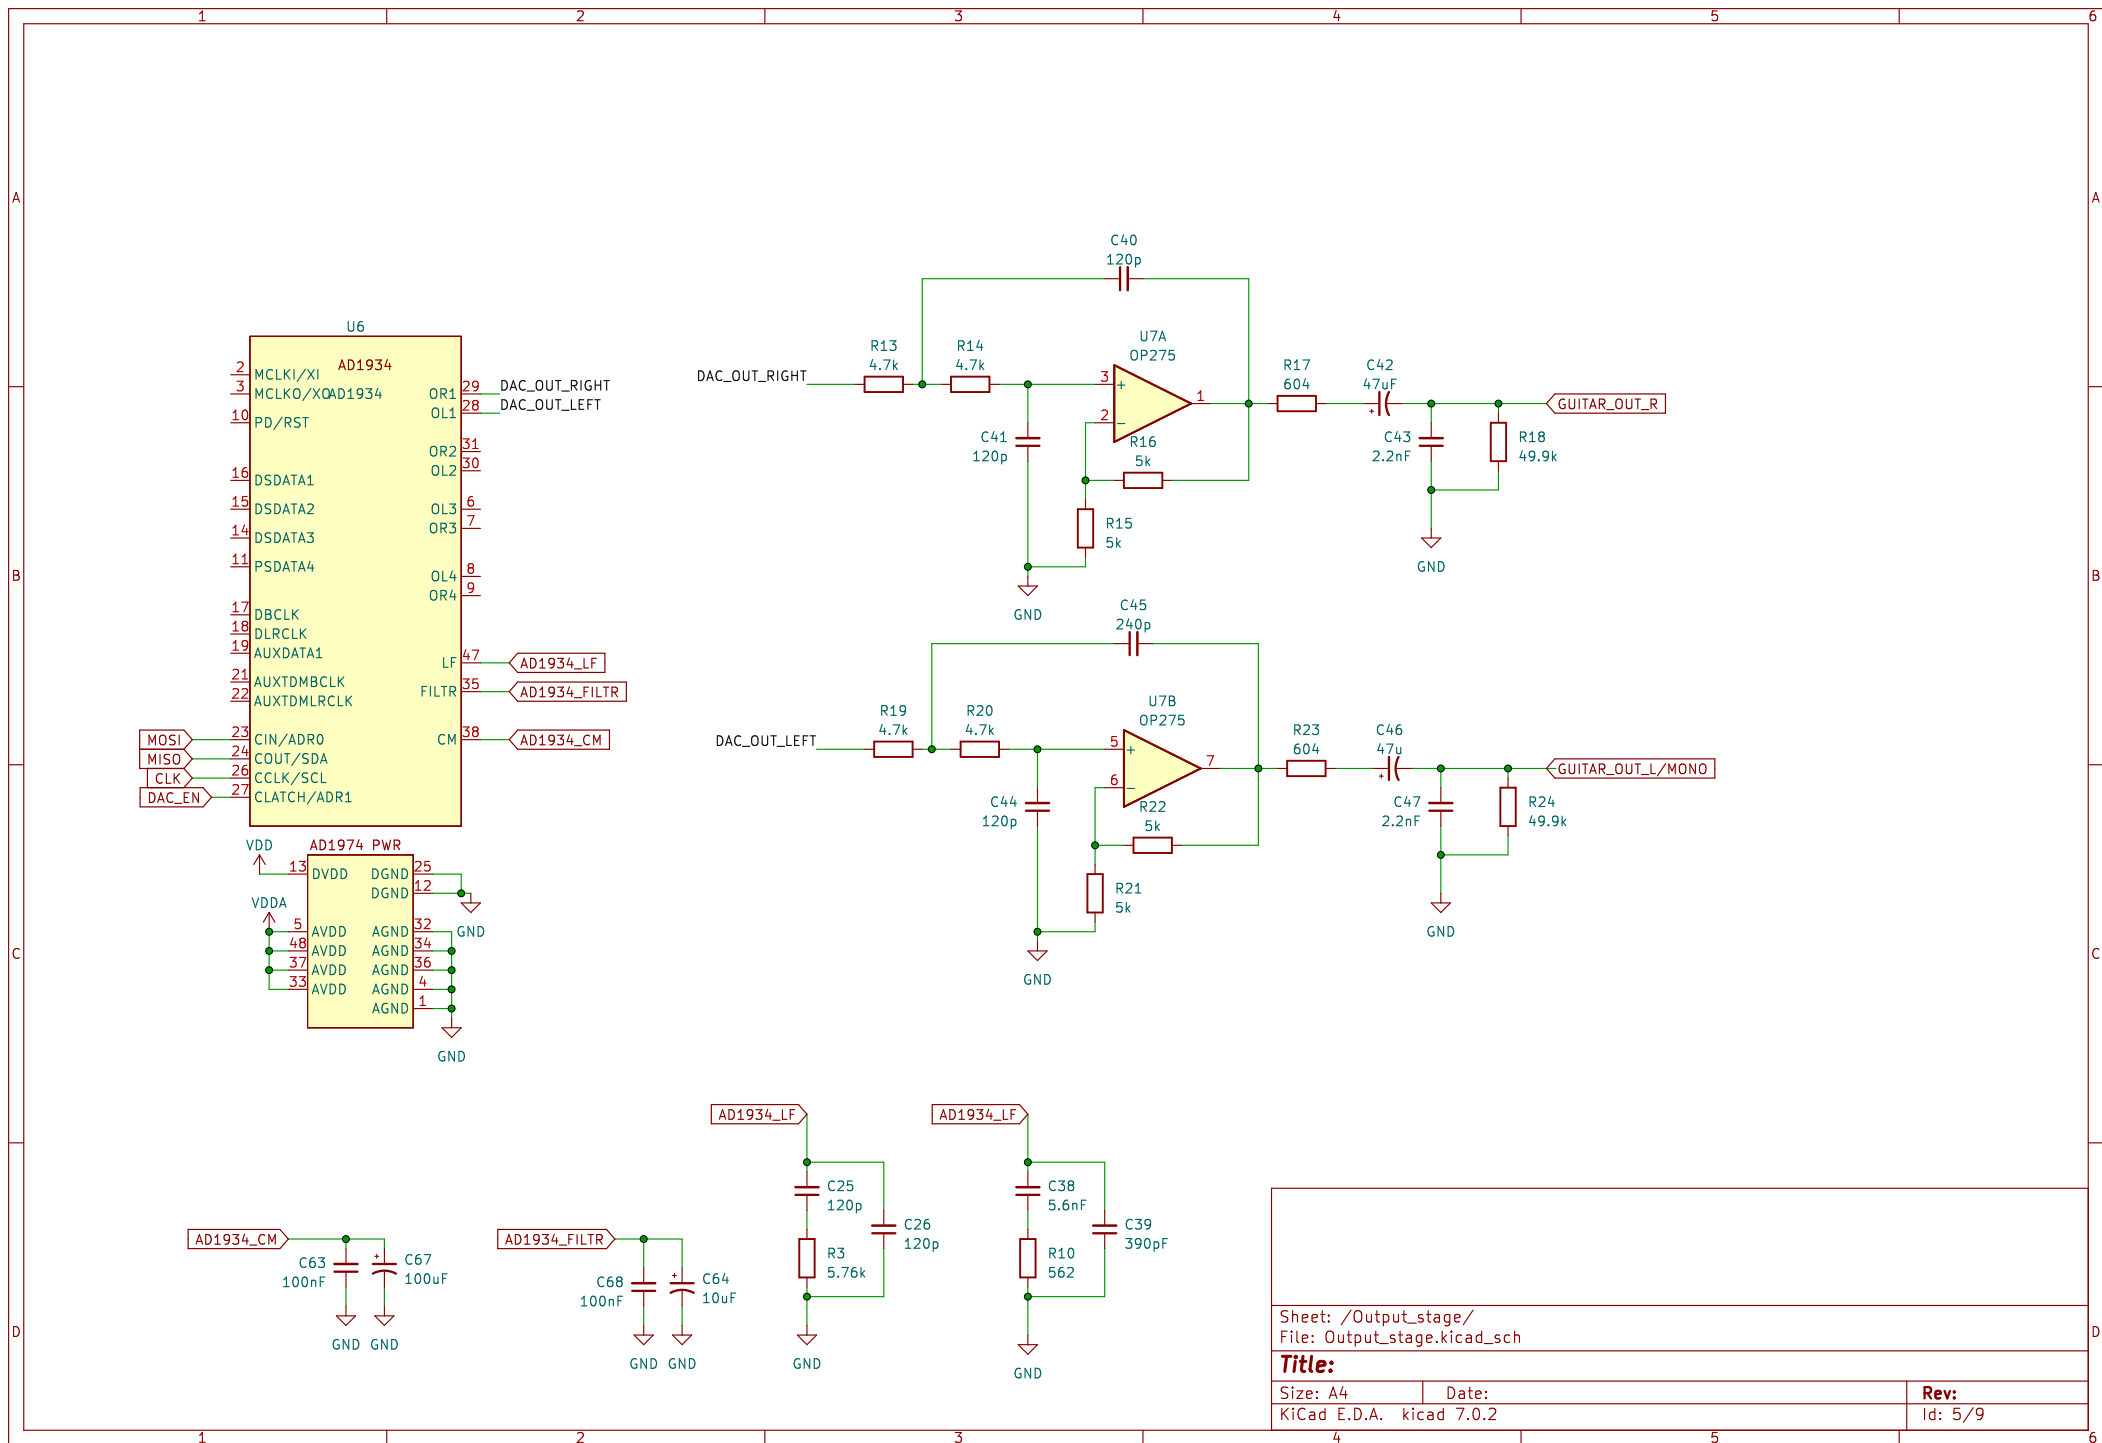 1 2 3 4 5 6
A A
B B
C C
D D
1 2 3 4 5 6
U6
AD1934
AD1934
2 MCLKI/XI
3 MCLKO/XO
10 PD/RST
16 DSDATA1
15 DSDATA2
14 DSDATA3
11 PSDATA4
17 DBCLK
18 DLRCLK
19 AUXDATA1
21 AUXTDMBCLK
22 AUXTDMLRCLK
MOSI 23 CIN/ADR0
MISO 24 COUT/SDA
CLK 26 CCLK/SCL
DAC_EN 27 CLATCH/ADR1
OR1 29 DAC_OUT_RIGHT
OL1 28 DAC_OUT_LEFT
OR2 31
OL2 30
OL3 6
OR3 7
OL4 8
OR4 9
LF 47 AD1934_LF
FILTR 35 AD1934_FILTR
CM 38 AD1934_CM
AD1974 PWR
VDD
13 DVDD
VDDA
5 AVDD
48 AVDD
37 AVDD
33 AVDD
DGND 25
DGND 12
GND
AGND 32
AGND 34
AGND 36
AGND 4
AGND 1
GND
C40
120p
DAC_OUT_RIGHT
R13
4.7k
R14
4.7k
U7A
OP275
3 +
2 −
1
R16
5k
C41
120p
R15
5k
GND
R17
604
C42
47uF
+
C43
2.2nF
R18
49.9k
GND
GUITAR_OUT_R
C45
240p
DAC_OUT_LEFT
R19
4.7k
R20
4.7k
U7B
OP275
5 +
6 −
7
R22
5k
C44
120p
R21
5k
GND
R23
604
C46
47u
+
C47
2.2nF
R24
49.9k
GND
GUITAR_OUT_L/MONO
AD1934_CM
C63
100nF
+
C67
100uF
GND GND
AD1934_FILTR
C68
100nF
+
C64
10uF
GND GND
AD1934_LF
C25
120p
C26
120p
R3
5.76k
GND
AD1934_LF
C38
5.6nF
C39
390pF
R10
562
GND
Sheet: /Output_stage/
File: Output_stage.kicad_sch
Title:
Size: A4 Date: Rev:
KiCad E.D.A. kicad 7.0.2 Id: 5/9